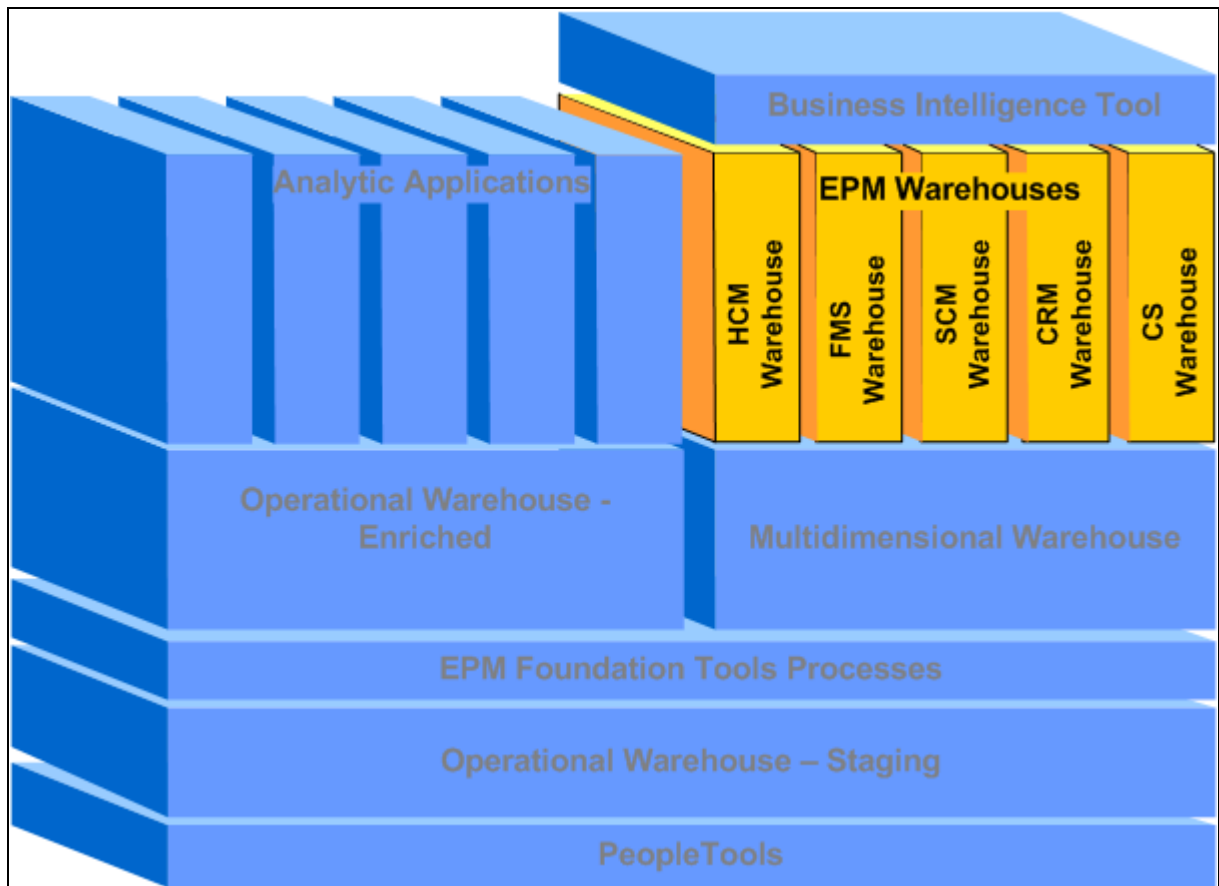 Business Intelligence Tool
Analytic Applications
EPM Warehouses
HCM
Warehouse
FMS
Warehouse
SCM
Warehouse
CRM
Warehouse
CS
Warehouse
Operational Warehouse -
Enriched
Multidimensional Warehouse
EPM Foundation Tools Processes
Operational Warehouse – Staging
PeopleTools